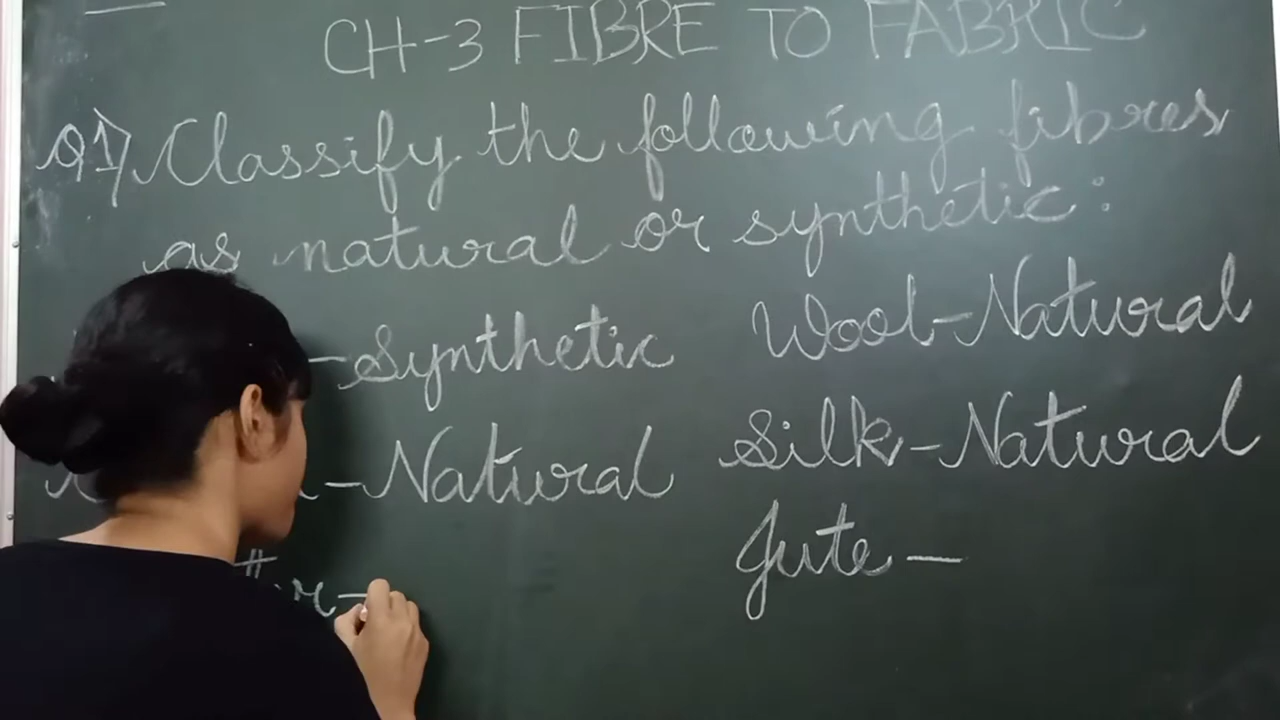 CH-3 FIBRE TO FABRIC
Q1) Classify the following fibres
as natural or synthetic:
-Synthetic Wool-Natural
-Natural Silk-Natural
Jute-